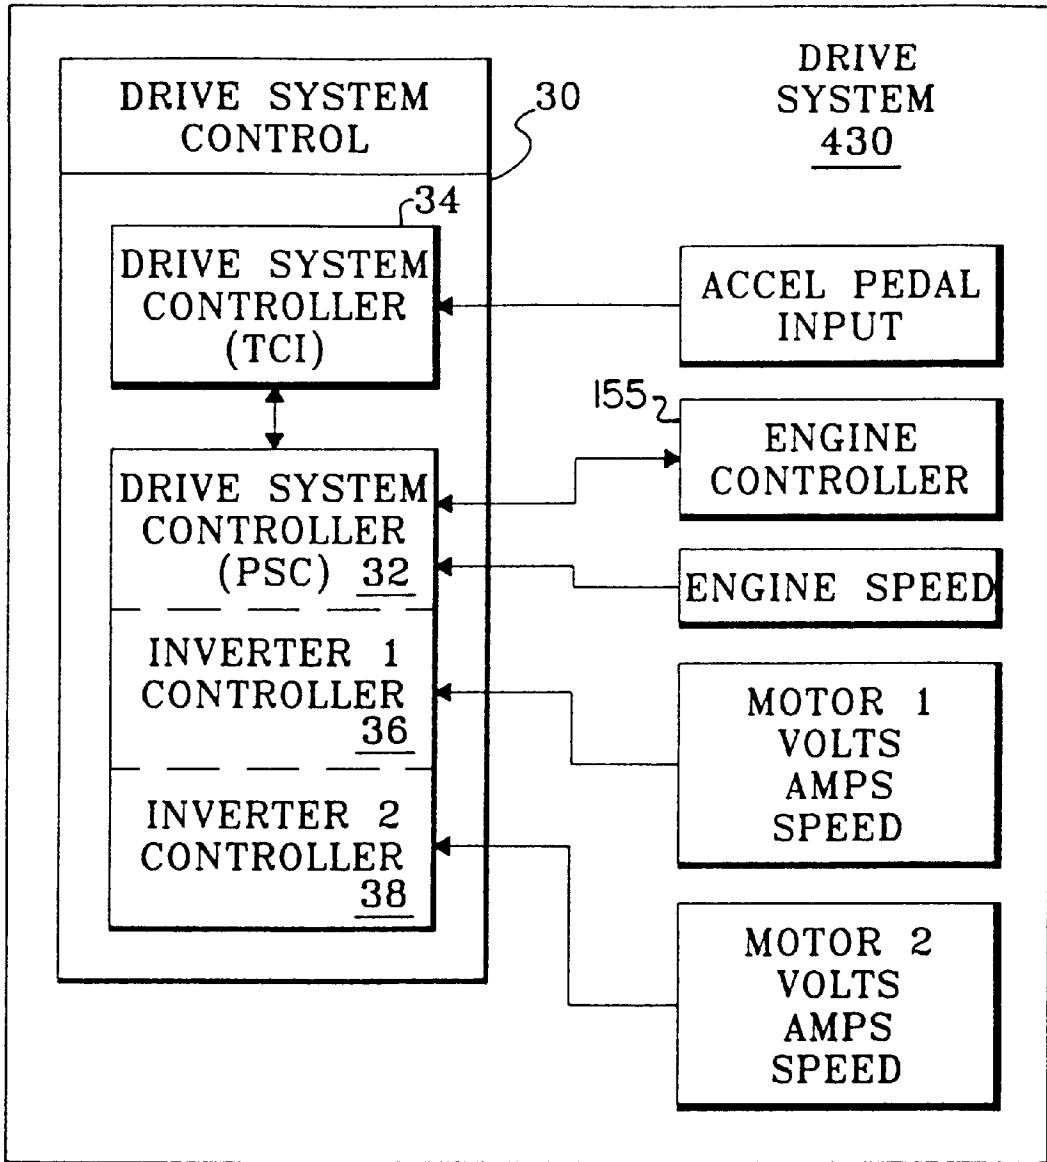 DRIVE SYSTEM
CONTROL
30
DRIVE
SYSTEM
430
34
DRIVE SYSTEM
CONTROLLER
(TCI)
ACCEL PEDAL
INPUT
155
ENGINE
CONTROLLER
DRIVE SYSTEM
CONTROLLER
(PSC) 32
ENGINE SPEED
INVERTER 1
CONTROLLER
36
MOTOR 1
VOLTS
AMPS
SPEED
INVERTER 2
CONTROLLER
38
MOTOR 2
VOLTS
AMPS
SPEED